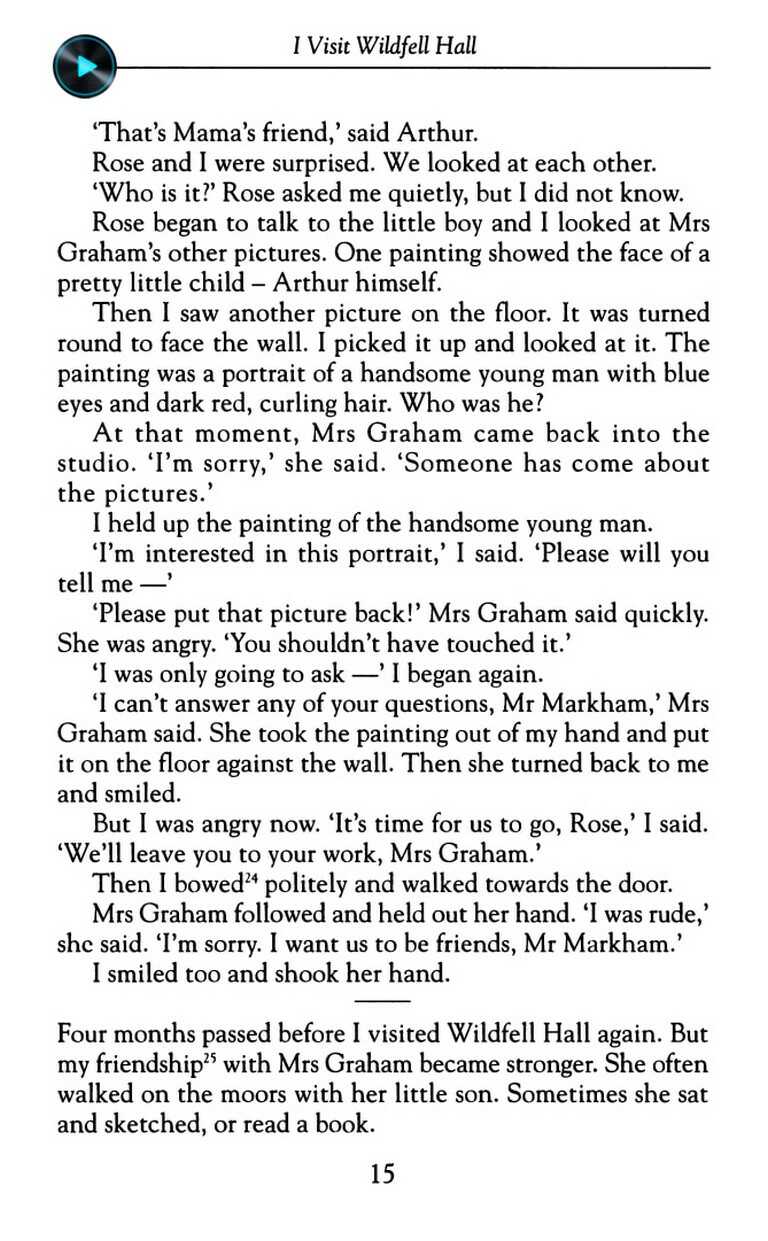 I Visit Wildfell Hall
‘That’s Mama’s friend,’ said Arthur.
Rose and I were surprised. We looked at each other.
‘Who is it?’ Rose asked me quietly, but I did not know.
Rose began to talk to the little boy and I looked at Mrs
Graham’s other pictures. One painting showed the face of a
pretty little child – Arthur himself.
Then I saw another picture on the floor. It was turned
round to face the wall. I picked it up and looked at it. The
painting was a portrait of a handsome young man with blue
eyes and dark red, curling hair. Who was he?
At that moment, Mrs Graham came back into the
studio. ‘I’m sorry,’ she said. ‘Someone has come about
the pictures.’
I held up the painting of the handsome young man.
‘I’m interested in this portrait,’ I said. ‘Please will you
tell me —’
‘Please put that picture back!’ Mrs Graham said quickly.
She was angry. ‘You shouldn’t have touched it.’
‘I was only going to ask —’ I began again.
‘I can’t answer any of your questions, Mr Markham,’ Mrs
Graham said. She took the painting out of my hand and put
it on the floor against the wall. Then she turned back to me
and smiled.
But I was angry now. ‘It’s time for us to go, Rose,’ I said.
‘We’ll leave you to your work, Mrs Graham.’
Then I bowed²⁴ politely and walked towards the door.
Mrs Graham followed and held out her hand. ‘I was rude,’
she said. ‘I’m sorry. I want us to be friends, Mr Markham.’
I smiled too and shook her hand.
Four months passed before I visited Wildfell Hall again. But
my friendship²⁵ with Mrs Graham became stronger. She often
walked on the moors with her little son. Sometimes she sat
and sketched, or read a book.
15